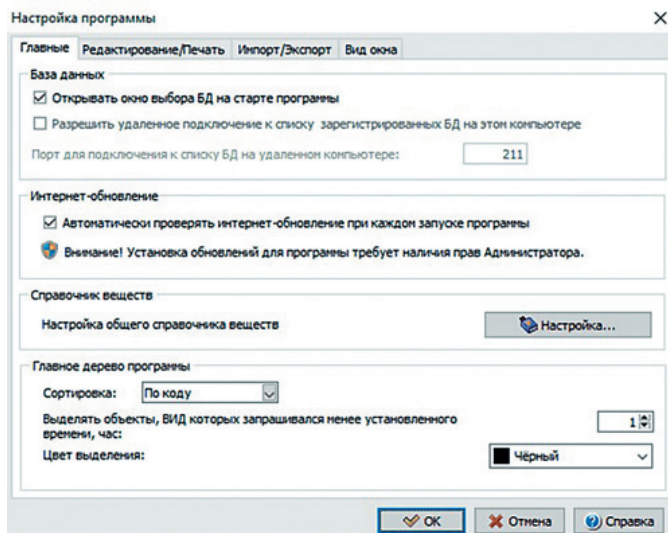 Настройка программы
Главные Редактирование/Печать Импорт/Экспорт Вид окна
База данных
Открывать окно выбора БД на старте программы
Разрешить удаленное подключение к списку зарегистрированных БД на этом компьютере
Порт для подключения к списку БД на удаленном компьютере: 211
Интернет-обновление
Автоматически проверять интернет-обновление при каждом запуске программы
Внимание! Установка обновлений для программы требует наличия прав Администратора.
Справочник веществ
Настройка общего справочника веществ Настройка...
Главное дерево программы
Сортировка: По коду
Выделять объекты, ВИД которых запрашивался менее установленного
времени, час: 1
Цвет выделения: Чёрный
ОК Отмена Справка